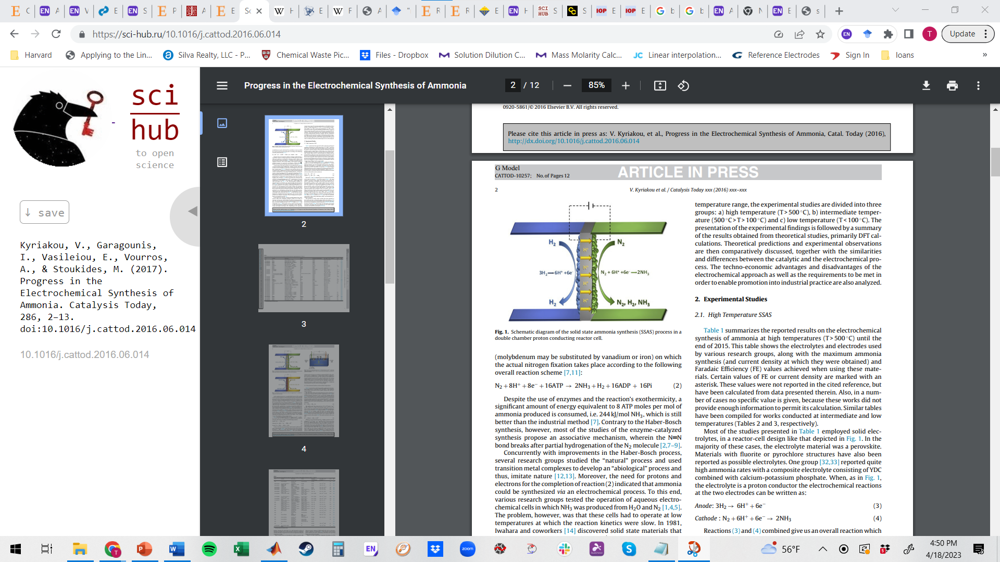 C
A
V
E
S
P
A
E
Sc
H
E
F
A
"
R
R
E
H
SCI HUB S
S
IOP E
IOP E
b
b
A
N
E
s
https://sci-hub.ru/10.1016/j.cattod.2016.06.014
EN
T
Update
Harvard
Applying to the Lin...
Silva Realty, LLC - P...
Chemical Waste Pic...
Files - Dropbox
Solution Dilution C...
Mass Molarity Calc...
JC Linear interpolation...
Reference Electrodes
Sign In
loans
»
sci
hub
to open
science
↓ save
Kyriakou, V., Garagounis,
I., Vasileiou, E., Vourros,
A., & Stoukides, M. (2017).
Progress in the
Electrochemical Synthesis of
Ammonia. Catalysis Today,
286, 2–13.
doi:10.1016/j.cattod.2016.06.014
10.1016/j.cattod.2016.06.014
Progress in the Electrochemical Synthesis of Ammonia
2 / 12
85%
2
3
4
0920-5861/© 2016 Elsevier B.V. All rights reserved.
Please cite this article in press as: V. Kyriakou, et al., Progress in the Electrochemical Synthesis of Ammonia, Catal. Today (2016),
http://dx.doi.org/10.1016/j.cattod.2016.06.014
G Model
CATTOD-10257; No. of Pages 12
ARTICLE IN PRESS
2
V. Kyriakou et al. / Catalysis Today xxx (2016) xxx–xxx
H₂
N₂
H⁺
H⁺
3H₂→6H⁺+6e⁻
N₂ + 6H⁺ +6e⁻→2NH₃
H⁺
H⁺
H₂
N₂, H₂, NH₃
Fig. 1. Schematic diagram of the solid state ammonia synthesis (SSAS) process in a
double chamber proton conducting reactor cell.
(molybdenum may be substituted by vanadium or iron) on which
the actual nitrogen fixation takes place according to the following
overall reaction scheme [7,11]:
N₂ + 8H⁺ + 8e⁻ + 16ATP → 2NH₃ + H₂ + 16ADP + 16Pi (2)
Despite the use of enzymes and the reaction's exothermicity, a
significant amount of energy equivalent to 8 ATP moles per mol of
ammonia produced is consumed, i.e. 244 kJ/mol NH₃, which is still
better than the industrial method [7]. Contrary to the Haber-Bosch
synthesis, however, most of the studies of the enzyme-catalyzed
synthesis propose an associative mechanism, wherein the N≡N
bond breaks after partial hydrogenation of the N₂ molecule [2,7–9].
Concurrently with improvements in the Haber-Bosch process,
several research groups studied the “natural” process and used
transition metal complexes to develop an “abiological” process and
thus, imitate nature [12,13]. Moreover, the need for protons and
electrons for the completion of reaction (2) indicated that ammonia
could be synthesized via an electrochemical process. To this end,
various research groups tested the operation of aqueous electro-
chemical cells in which NH₃ was produced from H₂O and N₂ [1,4,5].
The problem, however, was that these cells had to operate at low
temperatures at which the reaction kinetics were slow. In 1981,
Iwahara and coworkers [14] discovered solid state materials that
temperature range, the experimental studies are divided into three
groups: a) high temperature (T > 500 °C), b) intermediate temper-
ature (500 °C > T > 100 °C) and c) low temperature (T < 100 °C). The
presentation of the experimental findings is followed by a summary
of the results obtained from theoretical studies, primarily DFT cal-
culations. Theoretical predictions and experimental observations
are then comparatively discussed, together with the similarities
and differences between the catalytic and the electrochemical pro-
cess. The techno-economic advantages and disadvantages of the
electrochemical approach as well as the requirements to be met in
order to enable promotion into industrial practice are also analyzed.
2. Experimental Studies
2.1. High Temperature SSAS
Table 1 summarizes the reported results on the electrochemical
synthesis of ammonia at high temperatures (T > 500 °C) until the
end of 2015. This table shows the electrolytes and electrodes used
by various research groups, along with the maximum ammonia
synthesis (and current density at which they were obtained) and
Faradaic Efficiency (FE) values achieved when using these mate-
rials. Certain values of FE or current density are marked with an
asterisk. These values were not reported in the cited reference, but
have been calculated from data presented therein. Also, in a num-
ber of cases no specific value is given, because these works did not
provide enough information to permit its calculation. Similar tables
have been compiled for works conducted at intermediate and low
temperatures (Tables 2 and 3, respectively).
Most of the studies presented in Table 1 employed solid elec-
trolytes, in a reactor-cell design like that depicted in Fig. 1. In the
majority of these cases, the electrolyte material was a perovskite.
Materials with fluorite or pyrochlore structures have also been
reported as possible electrolytes. One group [32,33] reported quite
high ammonia rates with a composite electrolyte consisting of YDC
combined with calcium-potassium phosphate. When, as in Fig. 1,
the electrolyte is a proton conductor the electrochemical reactions
at the two electrodes can be written as:
Anode: 3H₂ → 6H⁺ + 6e⁻ (3)
Cathode : N₂ + 6H⁺ + 6e⁻ → 2NH₃ (4)
Reactions (3) and (4) combined give us an overall reaction which
EN
zoom
56°F
4:50 PM
4/18/2023